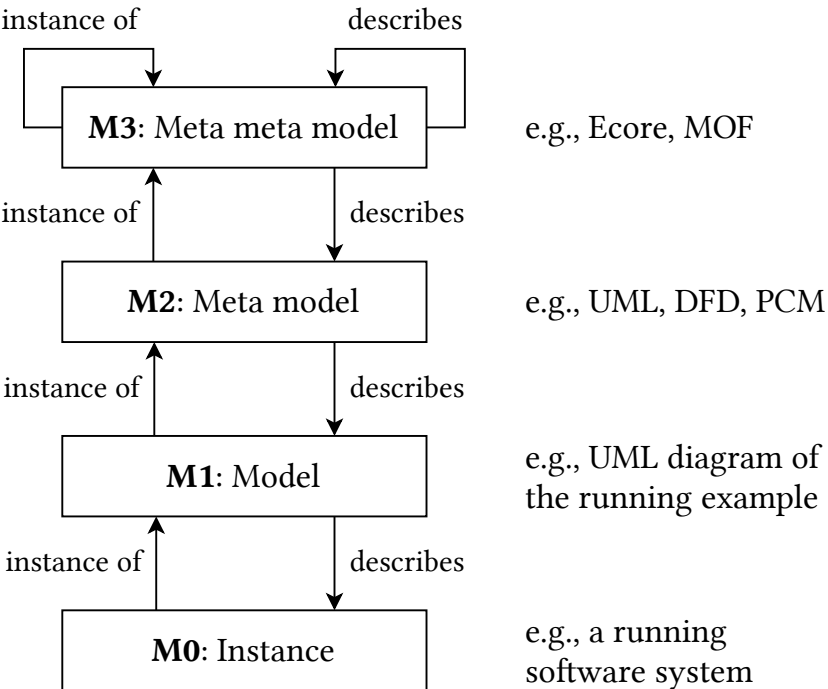 instance of
describes
M3: Meta meta model
e.g., Ecore, MOF
instance of
describes
M2: Meta model
e.g., UML, DFD, PCM
instance of
describes
M1: Model
e.g., UML diagram of
the running example
instance of
describes
M0: Instance
e.g., a running
software system